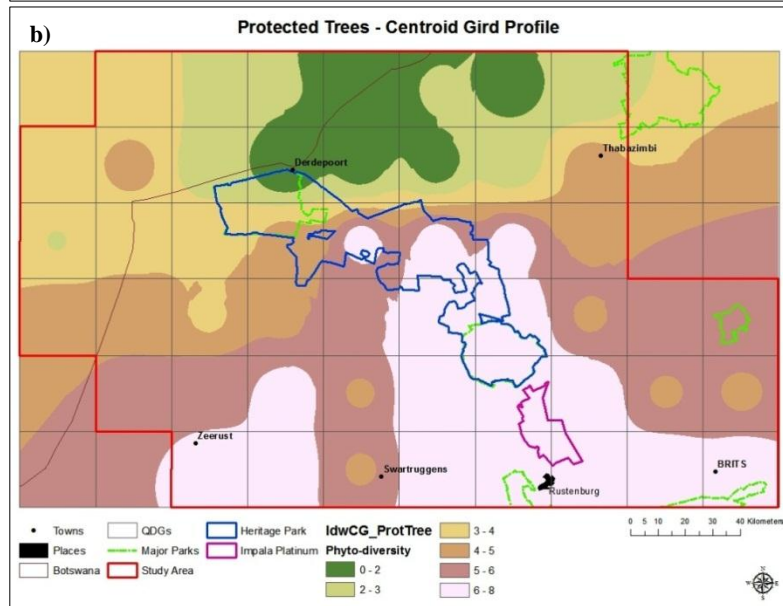 b)
Protected Trees - Centroid Gird Profile
Derdepoort
Thabazimbi
Zeerust
Swartruggens
Rustenburg
BRITS
Towns
QDGs
Heritage Park
IdwCG_ProtTree
3 - 4
Places
Major Parks
Impala Platinum
Phyto-diversity
4 - 5
Botswana
Study Area
0 - 2
5 - 6
2 - 3
6 - 8
0 5 10 20 30 40 Kilometers
N